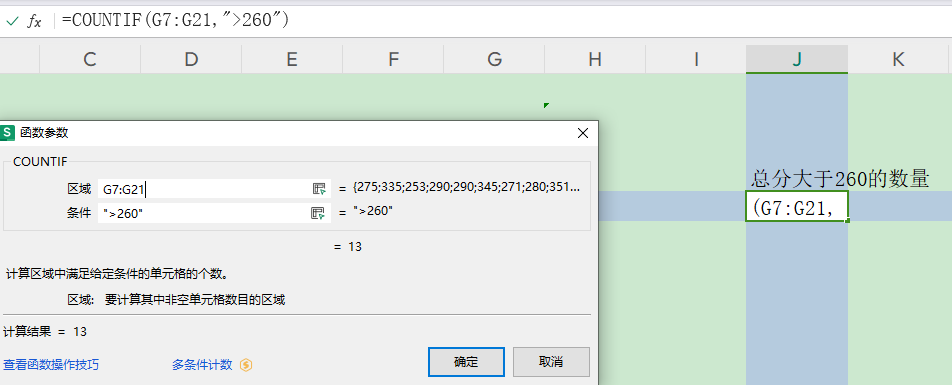 fx =COUNTIF(G7:G21,">260")
C D E F G H I J K
S 函数参数
COUNTIF
区域 G7:G21 = {275;335;253;290;290;345;271;280;351...
条件 ">260" = ">260"
= 13
计算区域中满足给定条件的单元格的个数。
区域: 要计算其中非空单元格数目的区域
计算结果 = 13
查看函数操作技巧 多条件计数 S 确定 取消
总分大于260的数量
(G7:G21,